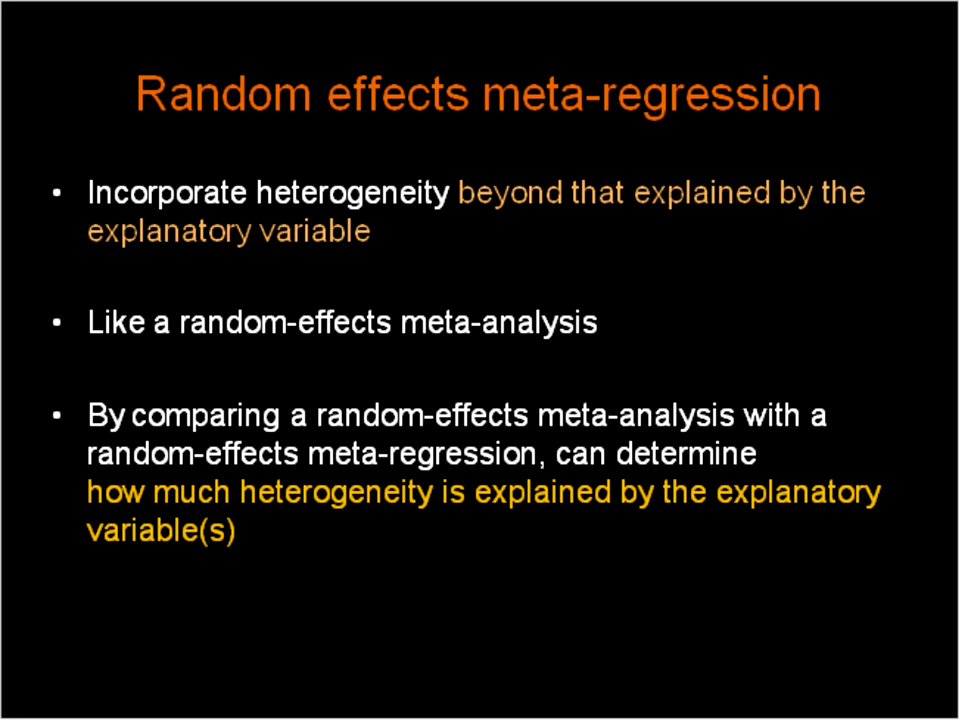 Random effects meta-regression
• Incorporate heterogeneity beyond that explained by the
explanatory variable
• Like a random-effects meta-analysis
• By comparing a random-effects meta-analysis with a
random-effects meta-regression, can determine
how much heterogeneity is explained by the explanatory
variable(s)